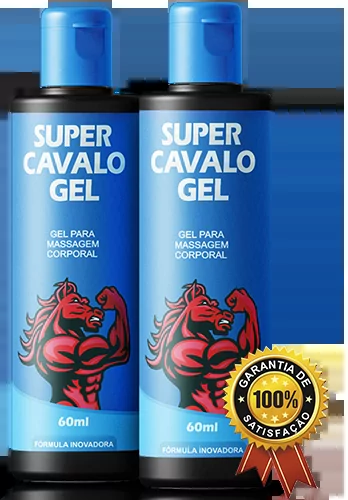 SUPER
CAVALO
GEL
GEL PARA
MASSAGEM
CORPORAL
60ml
FÓRMULA INOVADORA
SUPER
CAVALO
GEL
GEL PARA
MASSAGEM
CORPORAL
60ml
FÓRMULA INOVADORA
GARANTIA DE
100%
SATISFAÇÃO